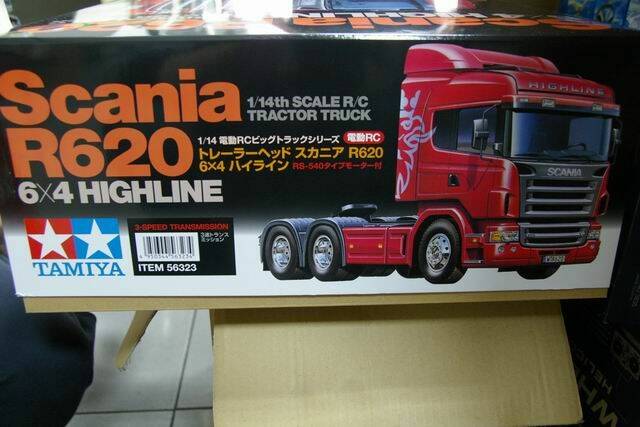 Scania
R620
6×4 HIGHLINE
1/14th SCALE R/C
TRACTOR TRUCK
1/14 電動RCビッグトラックシリーズ 電動RC
トレーラーヘッド スカニア R620
6×4 ハイライン RS-540タイプモーター付
TAMIYA
3-SPEED TRANSMISSION
3速トランス
ミッション
4 950344 563234
ITEM 56323
HIGHLINE
SCANIA